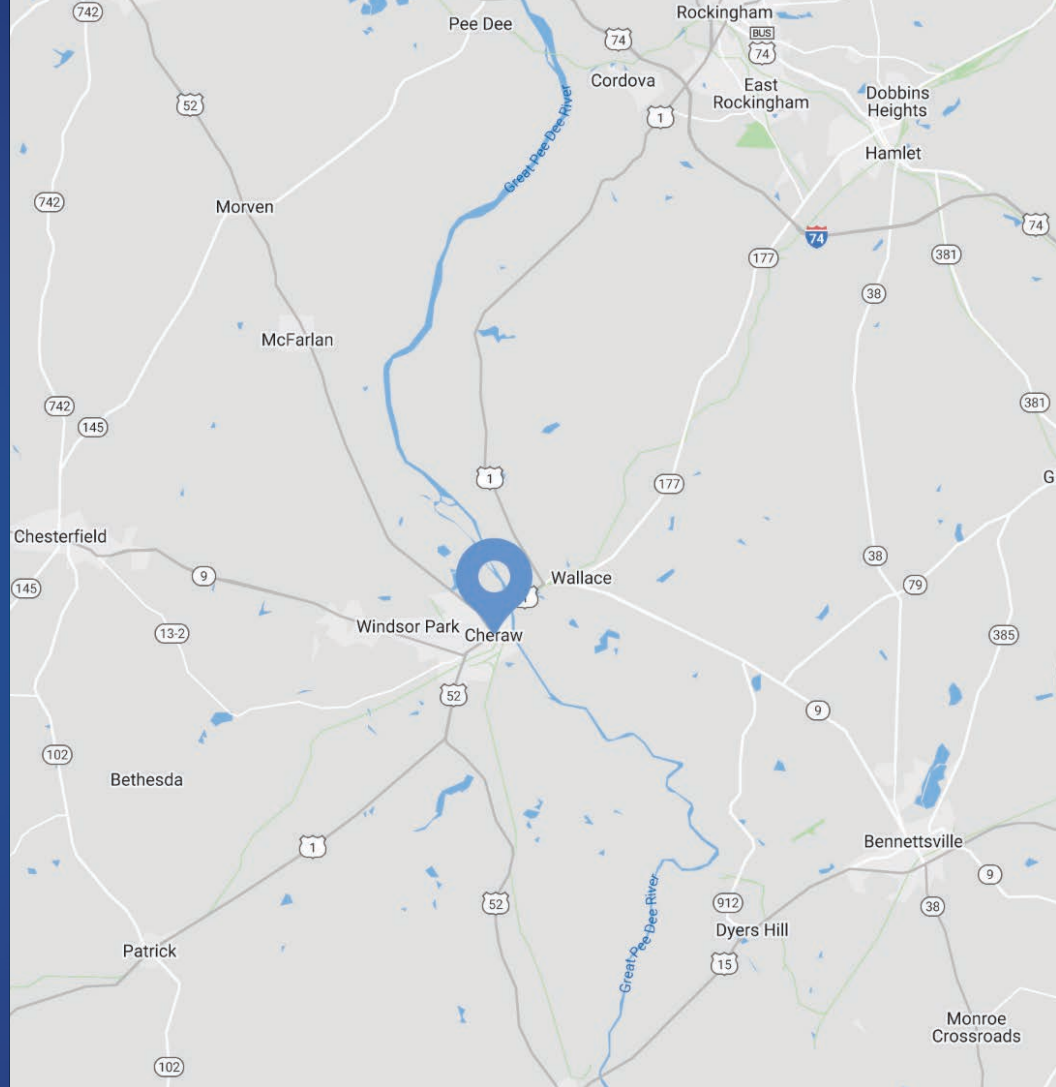 742
Pee Dee
Rockingham
BUS
74
74
Cordova
East
Rockingham
Dobbins
Heights
52
1
Great Pee Dee River
Hamlet
742
Morven
74
74
177
381
38
McFarlan
742
145
381
1
177
G
Chesterfield
9
Wallace
38
145
79
1
13-2
Windsor Park
Cheraw
385
52
9
102
Bethesda
1
Bennettsville
9
52
912
38
Great Pee Dee River
Dyers Hill
Patrick
15
Monroe
Crossroads
102